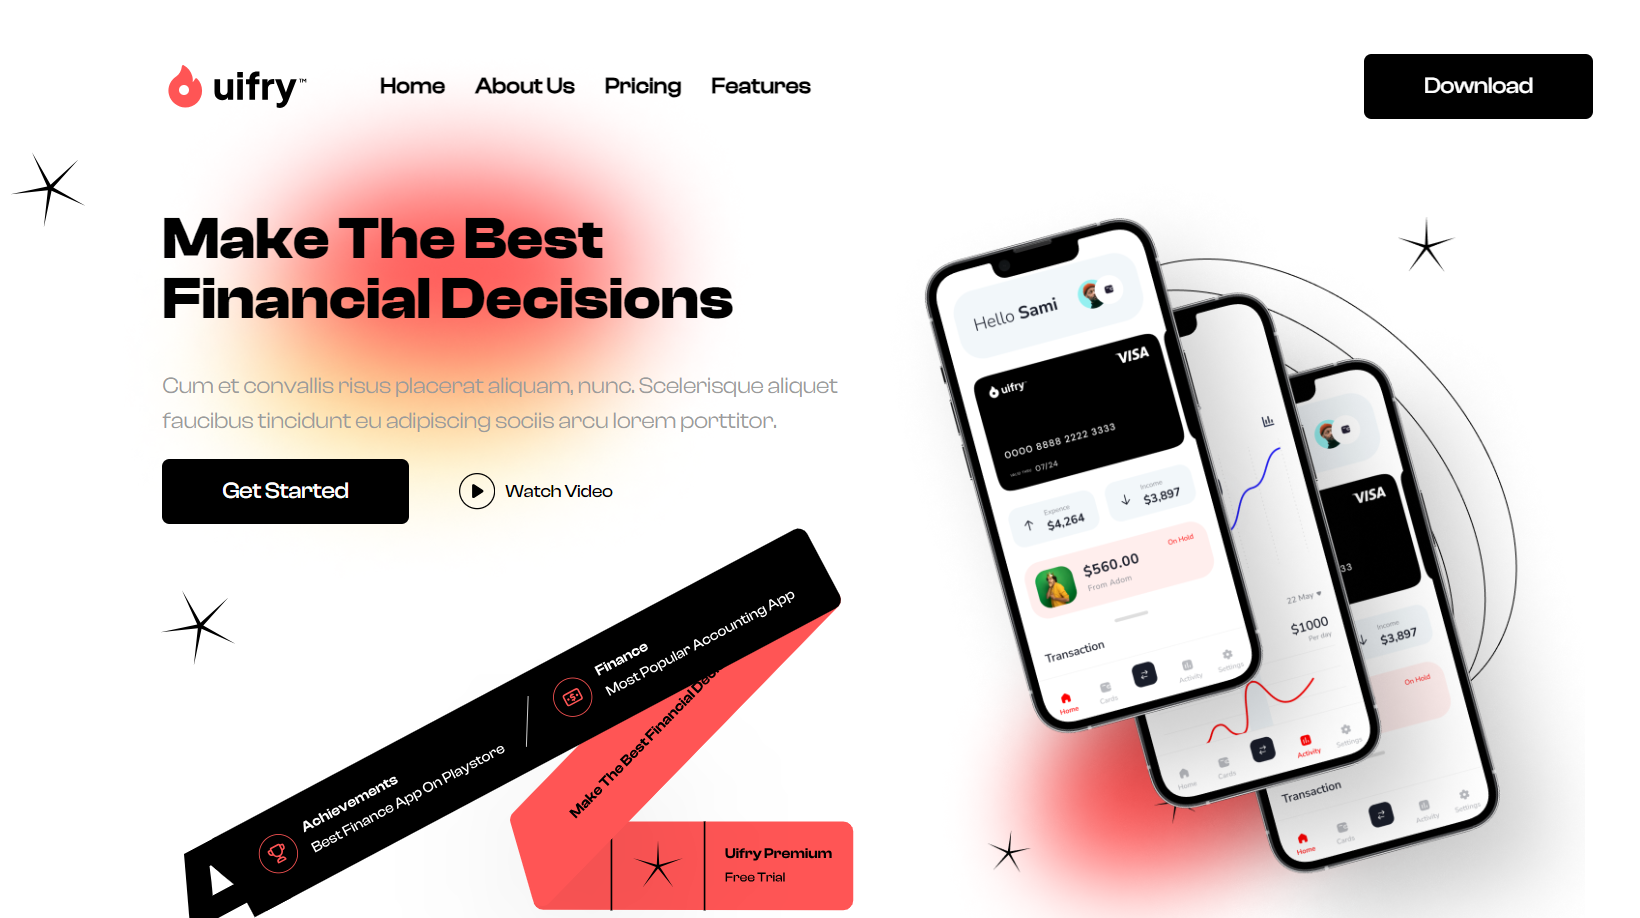 uifry™
Home
About Us
Pricing
Features
Download
Make The Best
Financial Decisions
Cum et convallis risus placerat aliquam, nunc. Scelerisque aliquet
faucibus tincidunt eu adipiscing sociis arcu lorem porttitor.
Get Started
Watch Video
Achievements
Best Finance App On Playstore
Finance
Most Popular Accounting App
Make The Best Financial
Uifry Premium
Free Trial
Hello Sami
VISA
uifry
0000 8888 2222 3333
07/24
Expence
$4,264
Income
$3,897
On Hold
$560.00
From Adom
Transaction
Home
Cards
Activity
Settings
22 May
$1000
Per day
Home
Cards
Activity
Settings
VISA
33
Income
$3,897
On Hold
Transaction
Home
Cards
Activity
Settings